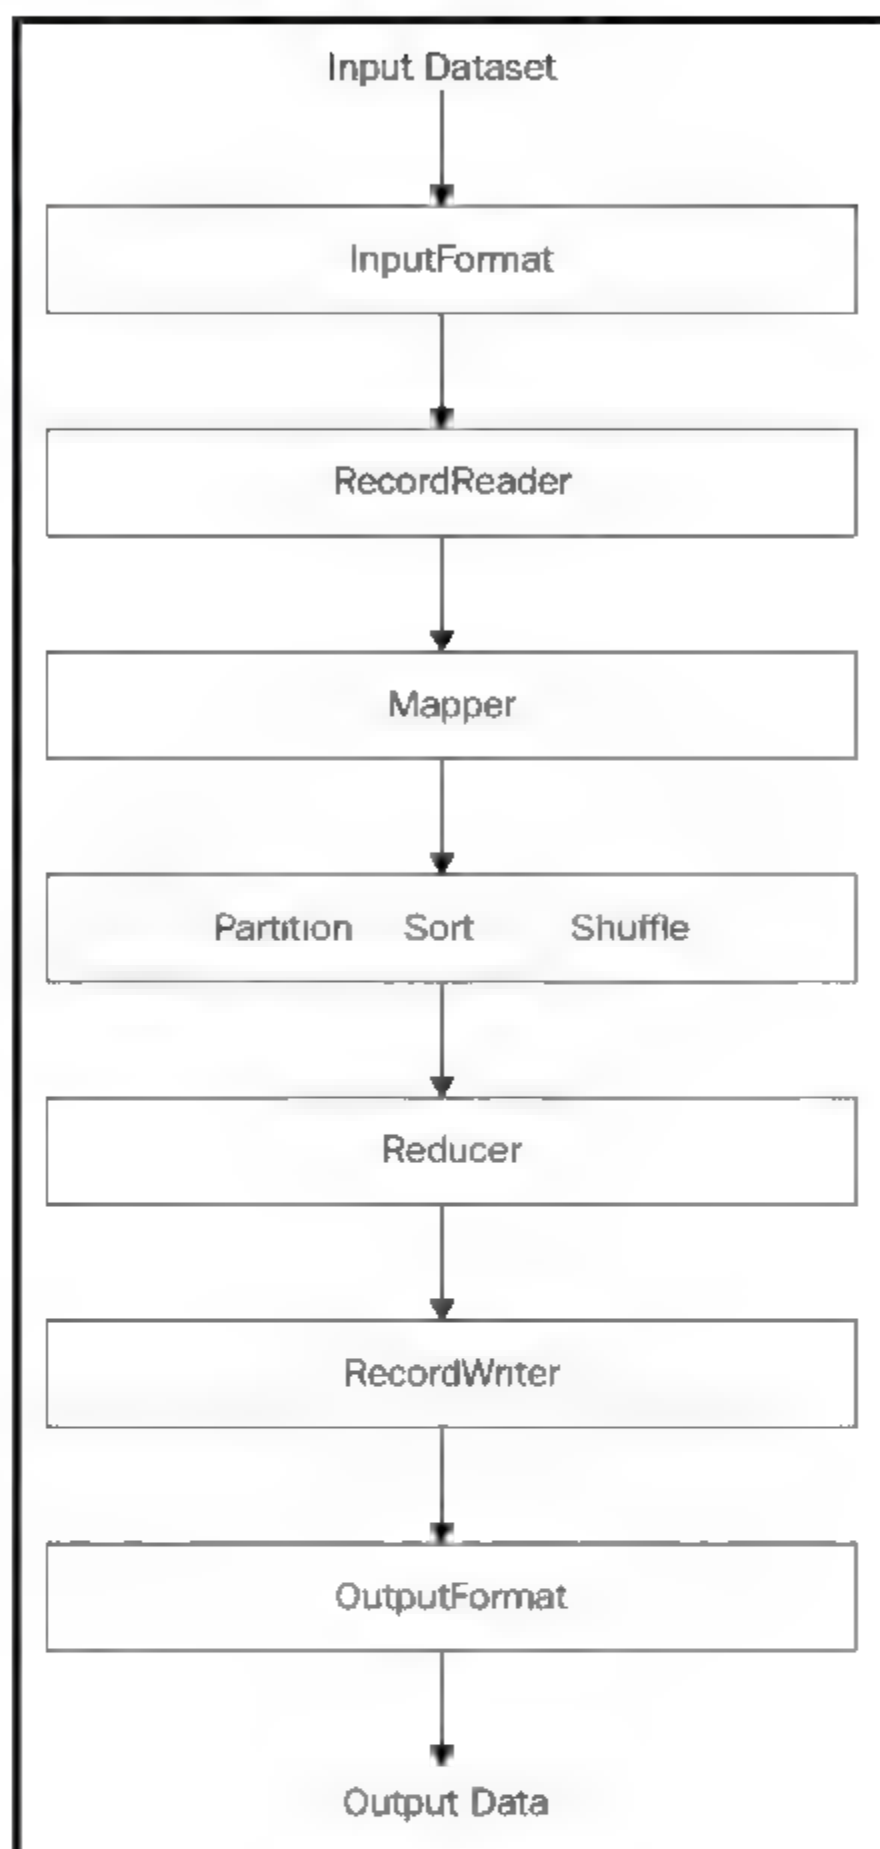 Input Dataset
InputFormat
RecordReader
Mapper
Partition Sort Shuffle
Reducer
RecordWriter
OutputFormat
Output Data